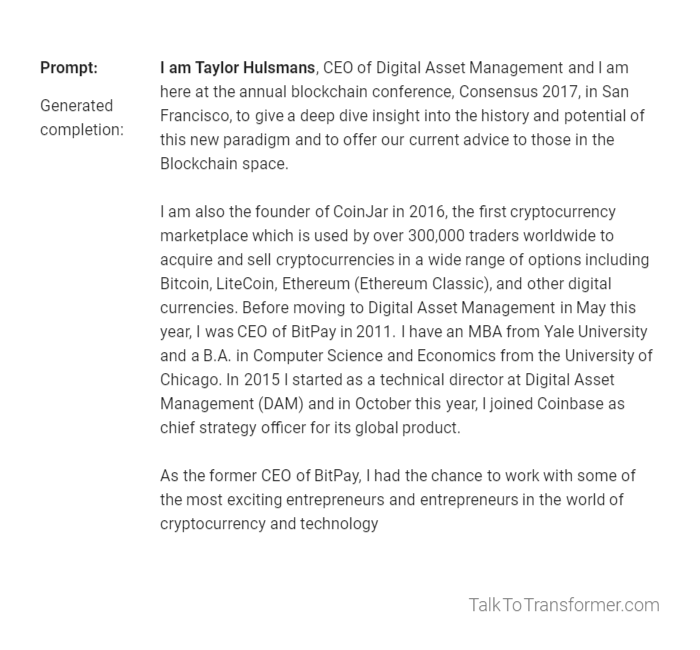 Prompt:
Generated
completion:
I am Taylor Hulsmans, CEO of Digital Asset Management and I am
here at the annual blockchain conference, Consensus 2017, in San
Francisco, to give a deep dive insight into the history and potential of
this new paradigm and to offer our current advice to those in the
Blockchain space.
I am also the founder of CoinJar in 2016, the first cryptocurrency
marketplace which is used by over 300,000 traders worldwide to
acquire and sell cryptocurrencies in a wide range of options including
Bitcoin, LiteCoin, Ethereum (Ethereum Classic), and other digital
currencies. Before moving to Digital Asset Management in May this
year, I was CEO of BitPay in 2011. I have an MBA from Yale University
and a B.A. in Computer Science and Economics from the University of
Chicago. In 2015 I started as a technical director at Digital Asset
Management (DAM) and in October this year, I joined Coinbase as
chief strategy officer for its global product.
As the former CEO of BitPay, I had the chance to work with some of
the most exciting entrepreneurs and entrepreneurs in the world of
cryptocurrency and technology
TalkToTransformer.com